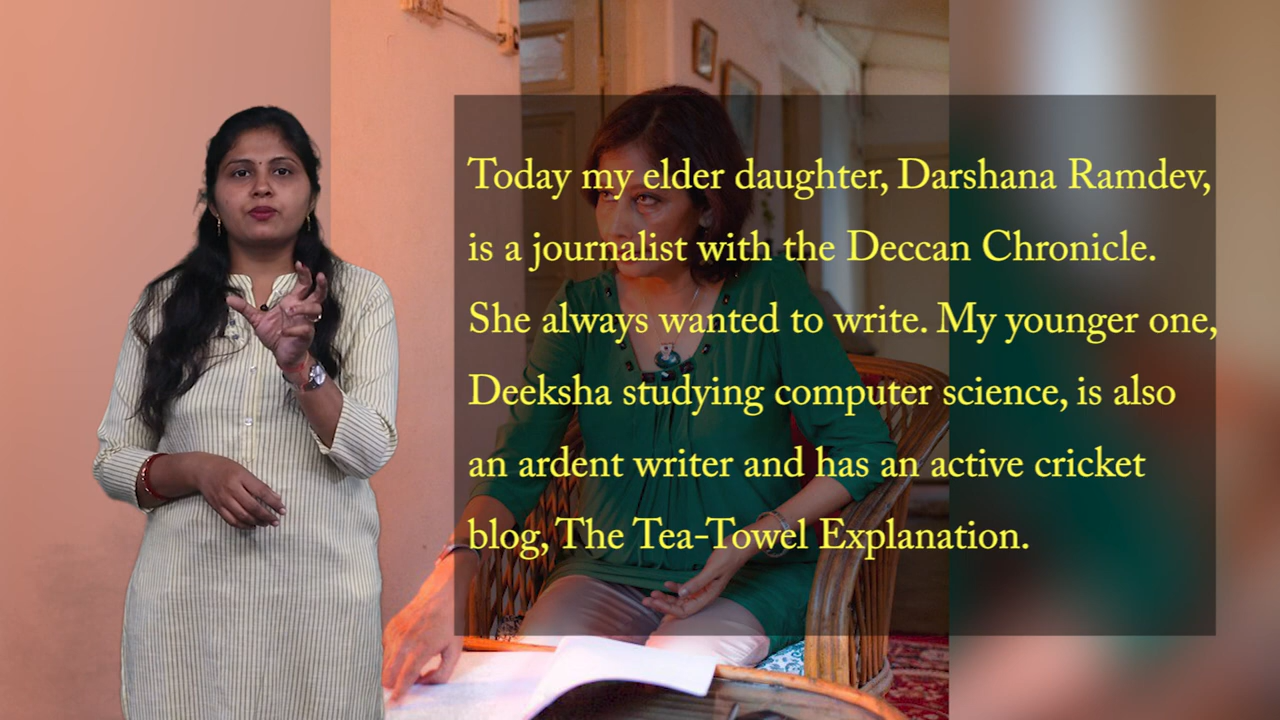 Today my elder daughter, Darshana Ramdev,
is a journalist with the Deccan Chronicle.
She always wanted to write. My younger one,
Deeksha studying computer science, is also
an ardent writer and has an active cricket
blog, The Tea-Towel Explanation.